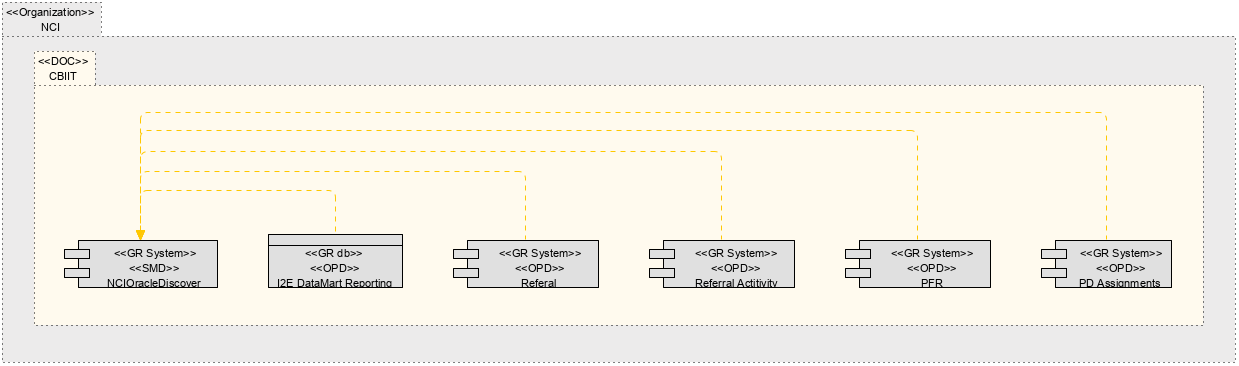 <<Organization>>
NCI
<<DOC>>
CBIIT
<<GR System>>
<<SMD>>
NCIOracleDiscover
<<GR db>>
<<OPD>>
I2E DataMart Reporting
<<GR System>>
<<OPD>>
Referal
<<GR System>>
<<OPD>>
Referral Actitivity
<<GR System>>
<<OPD>>
PFR
<<GR System>>
<<OPD>>
PD Assignments